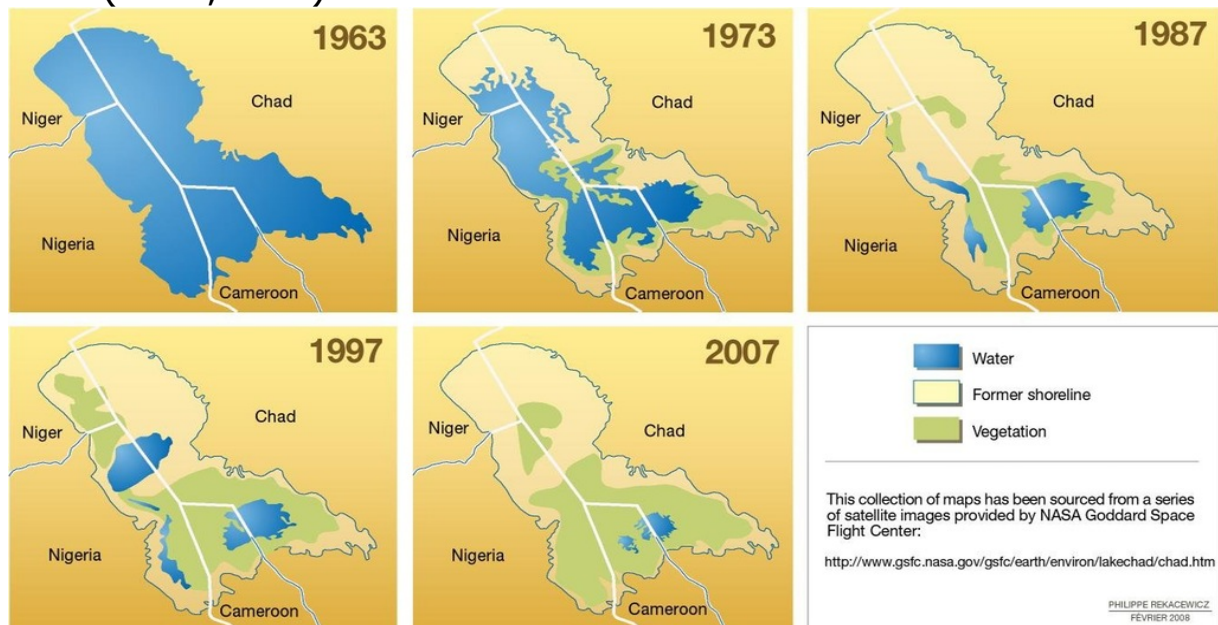 1963
Chad
Niger
Nigeria
Cameroon
1973
Chad
Niger
Nigeria
Cameroon
1987
Chad
Niger
Nigeria
Cameroon
1997
Chad
Niger
Nigeria
Cameroon
2007
Chad
Niger
Nigeria
Cameroon
Water
Former shoreline
Vegetation
This collection of maps has been sourced from a series
of satellite images provided by NASA Goddard Space
Flight Center:
http://www.gsfc.nasa.gov/gsfc/earth/environ/lakechad/chad.htm
PHILIPPE REKACEWICZ
FÉVRIER 2008